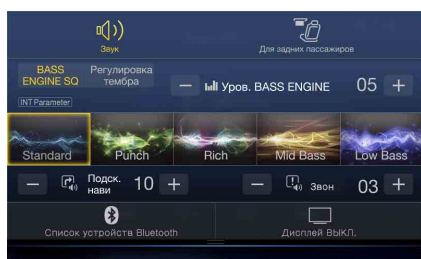 Звук
Для задних пассажиров
BASS
ENGINE SQ
Регулировка
тембра
INT Parameter
Уров. BASS ENGINE
05
Standard
Punch
Rich
Mid Bass
Low Bass
Подск.
нави
10
Звон
03
Список устройств Bluetooth
Дисплей ВЫКЛ.